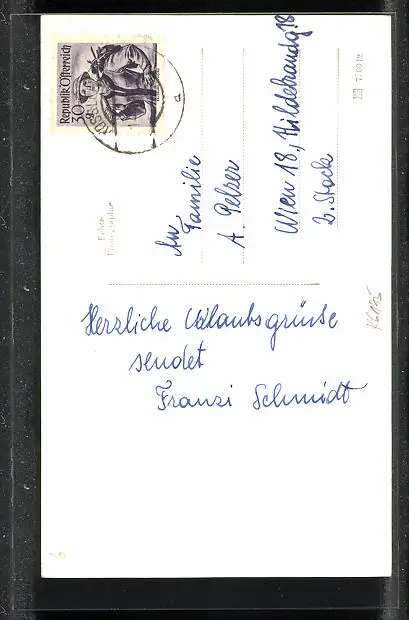 Republik Österreich
30
a
An
Familie
A. Pelzer
Wien 18., Hildebrandg. 18
2. Stock
Herzliche Urlaubsgrüsse
sendet
Franzi Schmidt